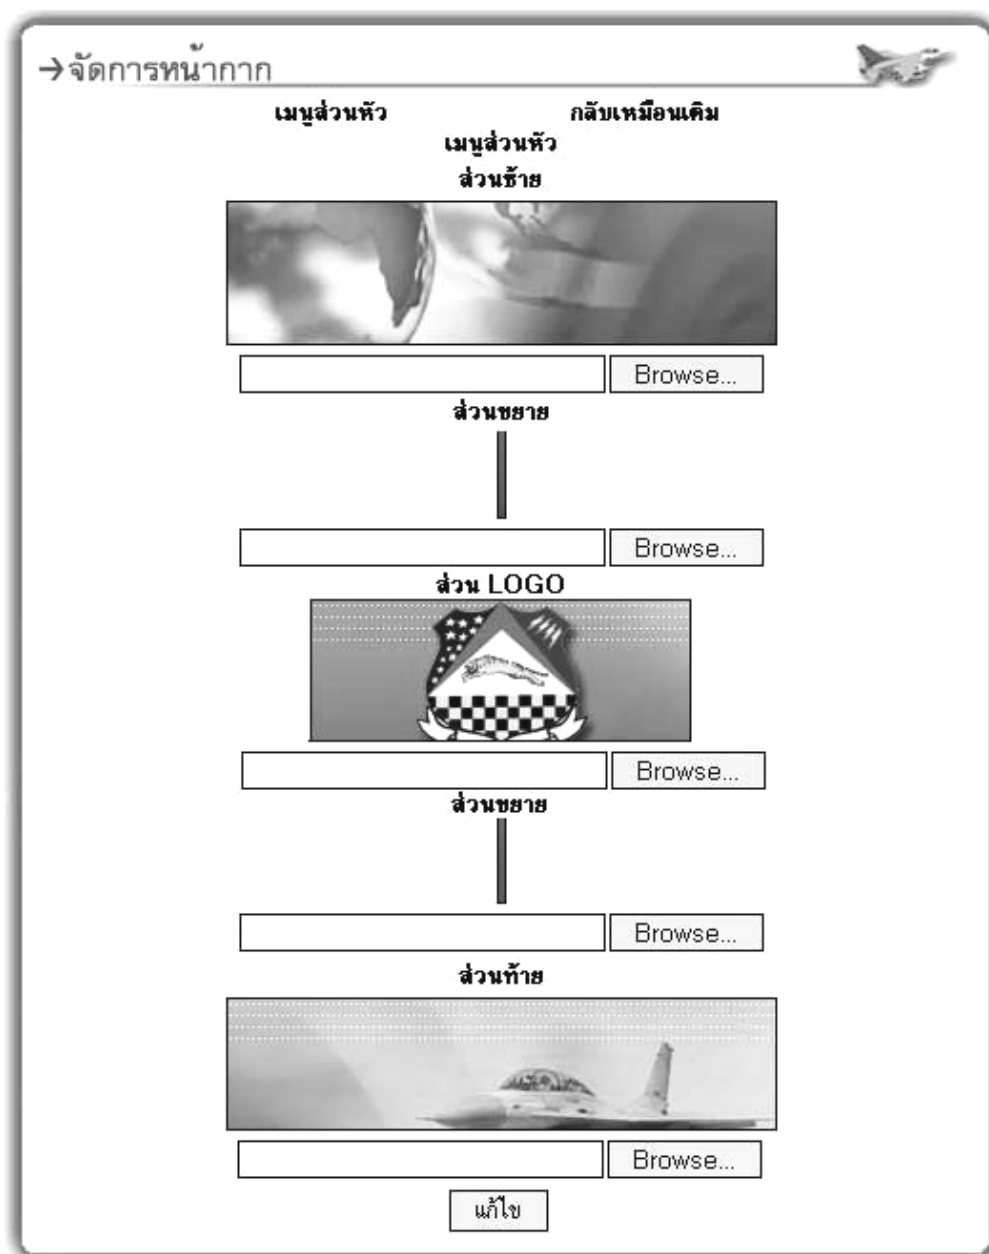 →จัดการหน้ากาก
เมนูส่วนหัว กลับเหมือนเดิม
เมนูส่วนหัว
ส่วนซ้าย
Browse...
ส่วนขยาย
Browse...
ส่วน LOGO
Browse...
ส่วนขยาย
Browse...
ส่วนท้าย
Browse...
แก้ไข